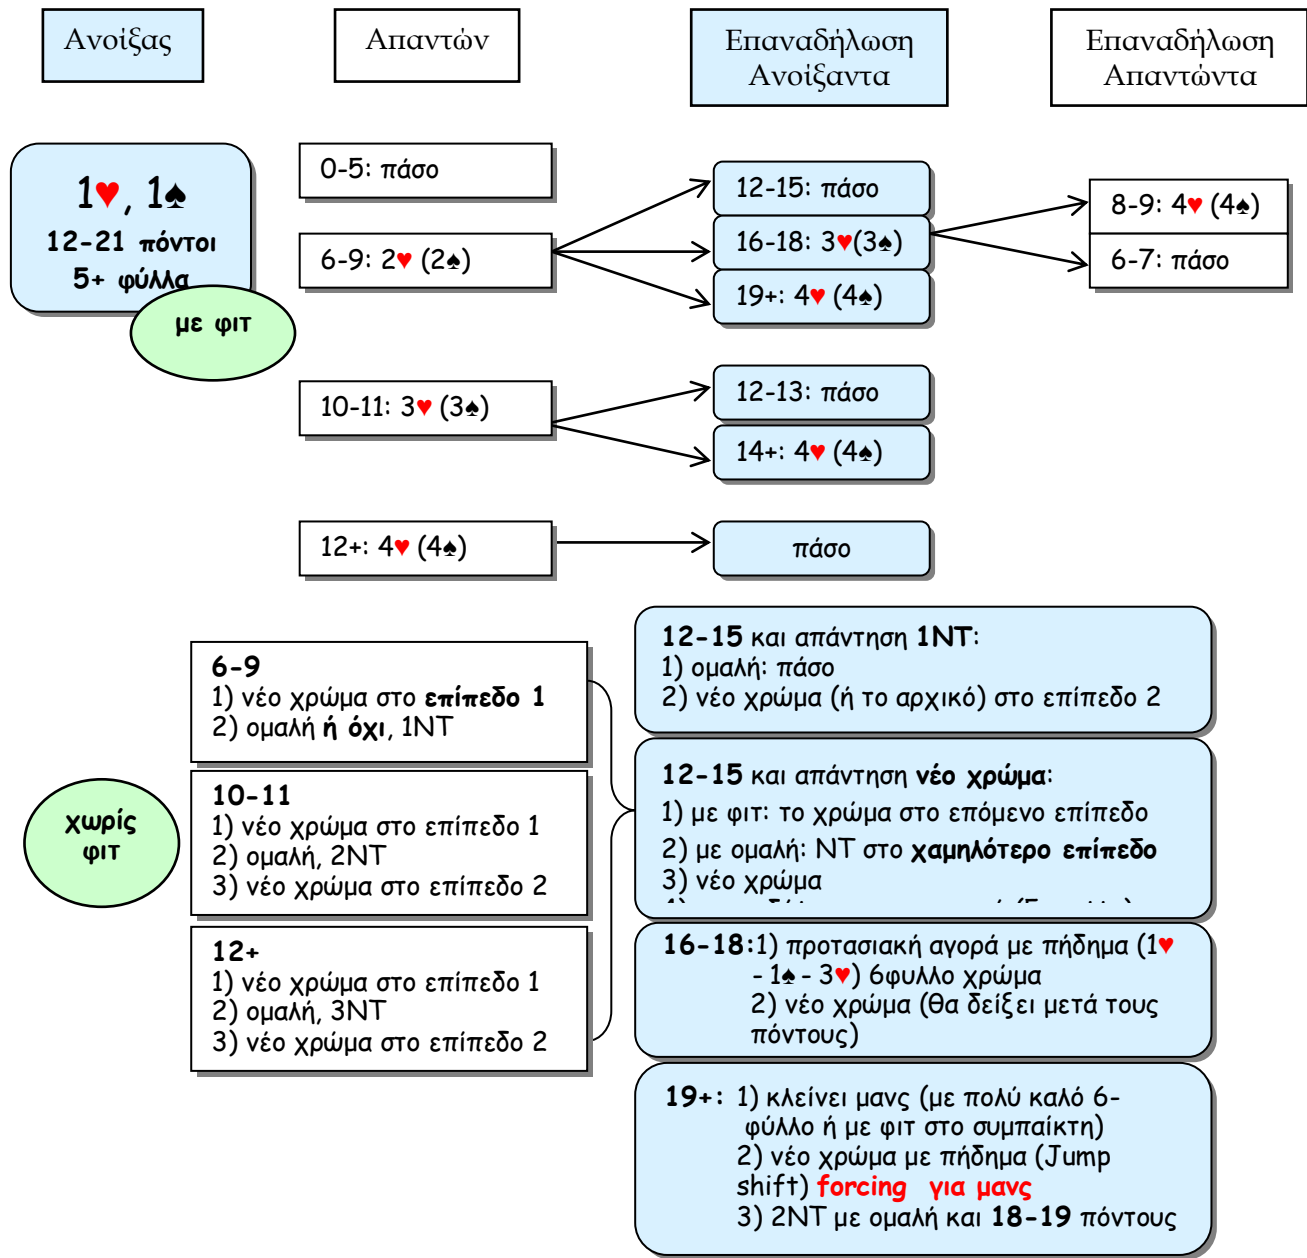 Ανοίξας
Απαντών
Επαναδήλωση
Ανοίξαντα
Επαναδήλωση
Απαντώντα
1♥, 1♠
12-21 πόντοι
5+ φύλλα
με φιτ
0-5: πάσο
6-9: 2♥ (2♠)
10-11: 3♥ (3♠)
12+: 4♥ (4♠)
12-15: πάσο
16-18: 3♥(3♠)
19+: 4♥ (4♠)
12-13: πάσο
14+: 4♥ (4♠)
πάσο
8-9: 4♥ (4♠)
6-7: πάσο
χωρίς
φιτ
6-9
1) νέο χρώμα στο επίπεδο 1
2) ομαλή ή όχι, 1NT
10-11
1) νέο χρώμα στο επίπεδο 1
2) ομαλή, 2NT
3) νέο χρώμα στο επίπεδο 2
12+
1) νέο χρώμα στο επίπεδο 1
2) ομαλή, 3NT
3) νέο χρώμα στο επίπεδο 2
12-15 και απάντηση 1NT:
1) ομαλή: πάσο
2) νέο χρώμα (ή το αρχικό) στο επίπεδο 2
12-15 και απάντηση νέο χρώμα:
1) με φιτ: το χρώμα στο επόμενο επίπεδο
2) με ομαλή: NT στο χαμηλότερο επίπεδο
3) νέο χρώμα
16-18:1) προτασιακή αγορά με πήδημα (1♥
- 1♠ - 3♥) 6φυλλο χρώμα
2) νέο χρώμα (θα δείξει μετά τους
πόντους)
19+: 1) κλείνει μανς (με πολύ καλό 6-
φύλλο ή με φιτ στο συμπαίκτη)
2) νέο χρώμα με πήδημα (Jump
shift) forcing για μανς
3) 2NT με ομαλή και 18-19 πόντους